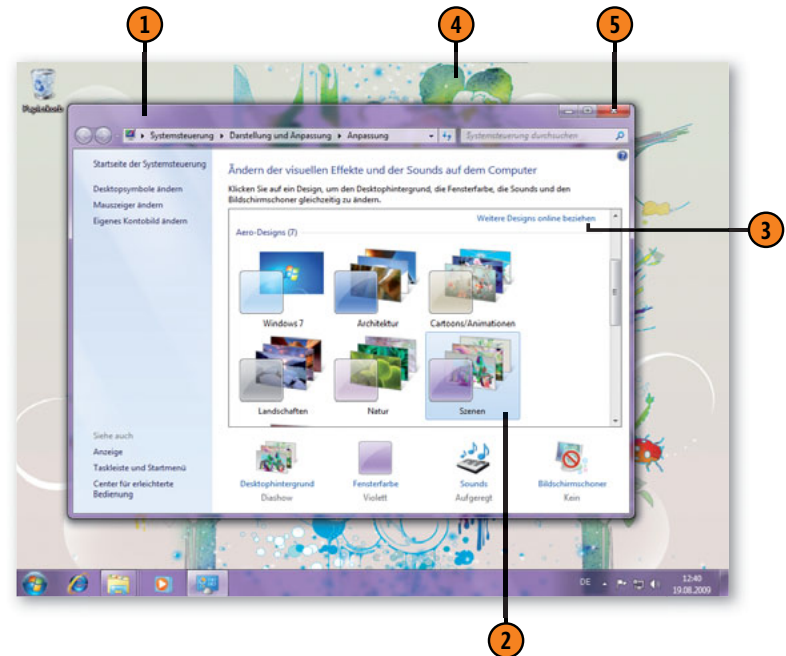 1
4
5
Papierkorb
Systemsteuerung ▸ Darstellung und Anpassung ▸ Anpassung
Systemsteuerung durchsuchen
Startseite der Systemsteuerung
Desktopsymbole ändern
Mauszeiger ändern
Eigenes Kontobild ändern
Ändern der visuellen Effekte und der Sounds auf dem Computer
Klicken Sie auf ein Design, um den Desktophintergrund, die Fensterfarbe, die Sounds und den
Bildschirmschoner gleichzeitig zu ändern.
Weitere Designs online beziehen
3
Aero-Designs (7)
Windows 7
Architektur
Cartoons/Animationen
Landschaften
Natur
Szenen
Siehe auch
Anzeige
Taskleiste und Startmenü
Center für erleichterte
Bedienung
Desktophintergrund
Diashow
Fensterfarbe
Violett
Sounds
Aufgeregt
Bildschirmschoner
Kein
DE
12:40
19.08.2009
2